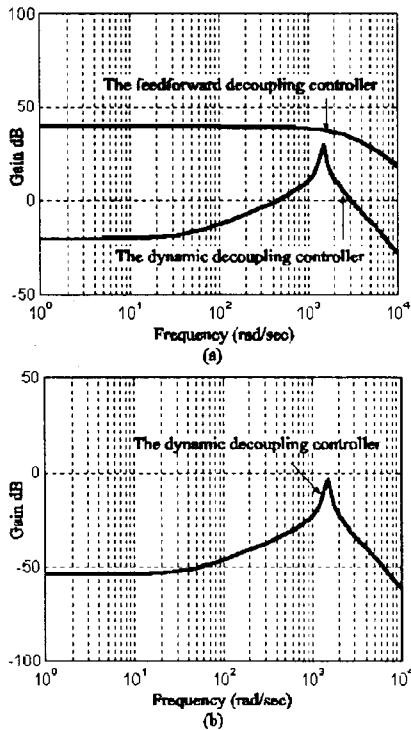 100
The feedforward decoupling controller
50
Gain dB
0
The dynamic decoupling controller
-50
10^0 10^1 10^2 10^3 10^4
Frequency (rad/sec)
(a)
100
The dynamic decoupling controller
0
Gain dB
-50
-100
10^0 10^1 10^2 10^3 10^4
Frequency (rad/sec)
(b)